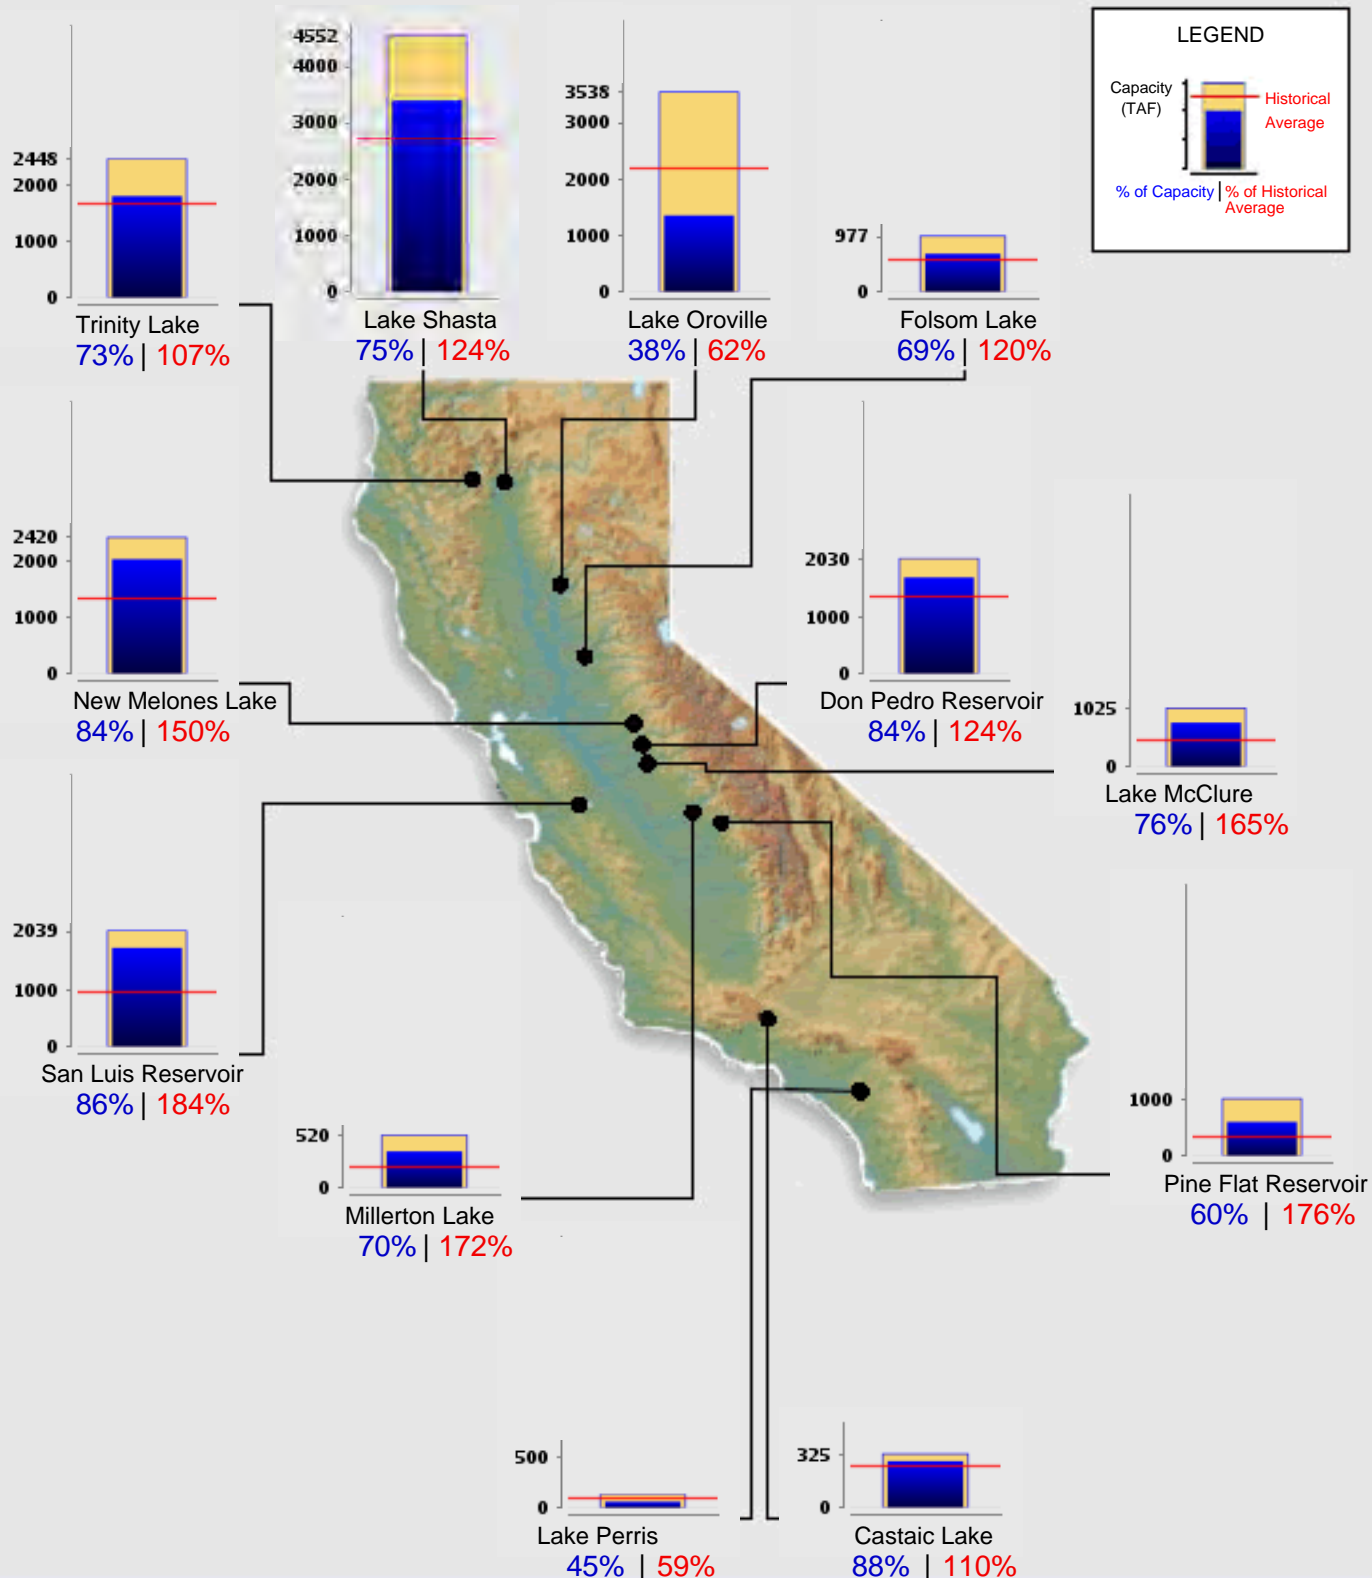 LEGEND
Capacity
(TAF)
Historical
Average
% of Capacity | % of Historical
Average
2448
2000
1000
0
Trinity Lake
73% | 107%
4552
4000
3000
2000
1000
0
Lake Shasta
75% | 124%
3538
3000
2000
1000
0
Lake Oroville
38% | 62%
977
0
Folsom Lake
69% | 120%
2420
2000
1000
0
New Melones Lake
84% | 150%
2030
1000
0
Don Pedro Reservoir
84% | 124%
1025
0
Lake McClure
76% | 165%
2039
1000
0
San Luis Reservoir
86% | 184%
520
0
Millerton Lake
70% | 172%
1000
0
Pine Flat Reservoir
60% | 176%
500
0
Lake Perris
45% | 59%
325
0
Castaic Lake
88% | 110%